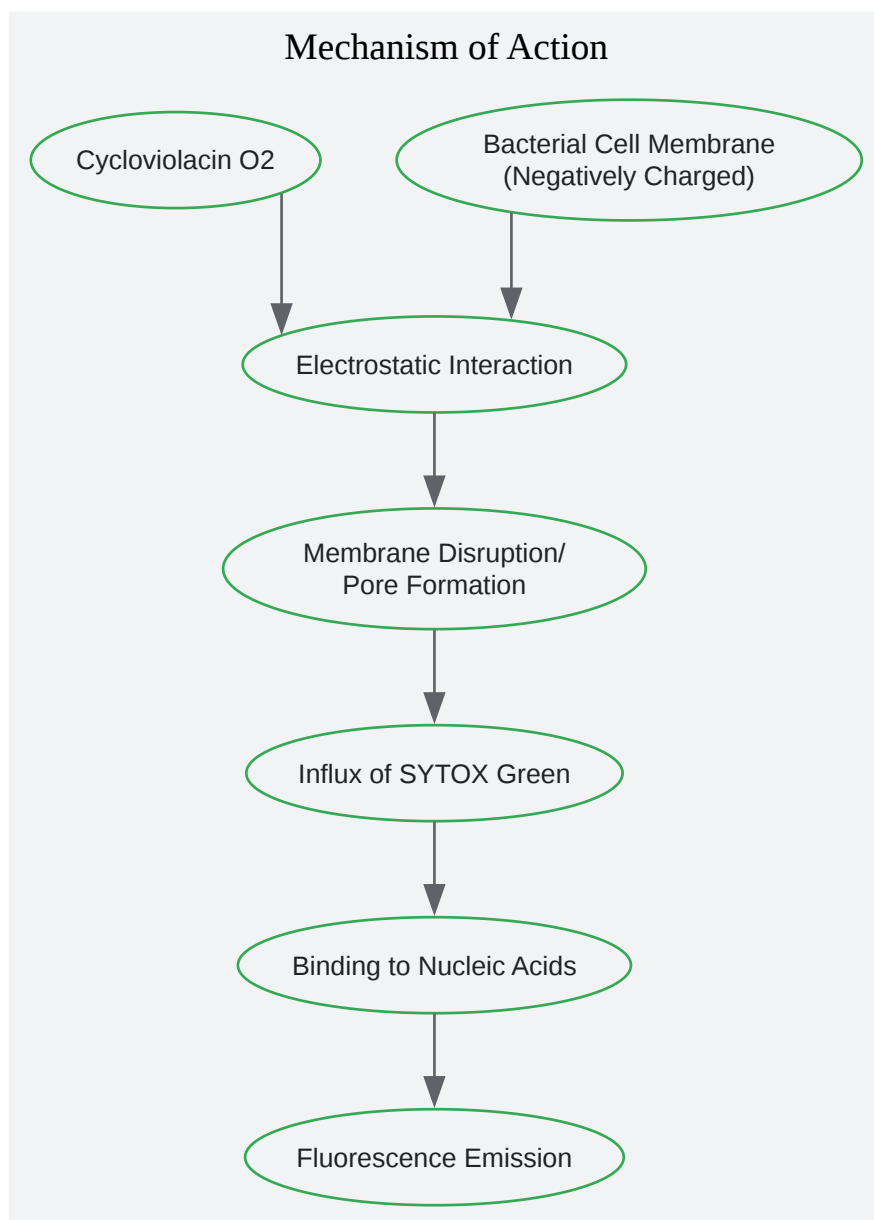 Mechanism of Action
Cycloviolacin O2
Bacterial Cell Membrane
(Negatively Charged)
Electrostatic Interaction
Membrane Disruption/
Pore Formation
Influx of SYTOX Green
Binding to Nucleic Acids
Fluorescence Emission